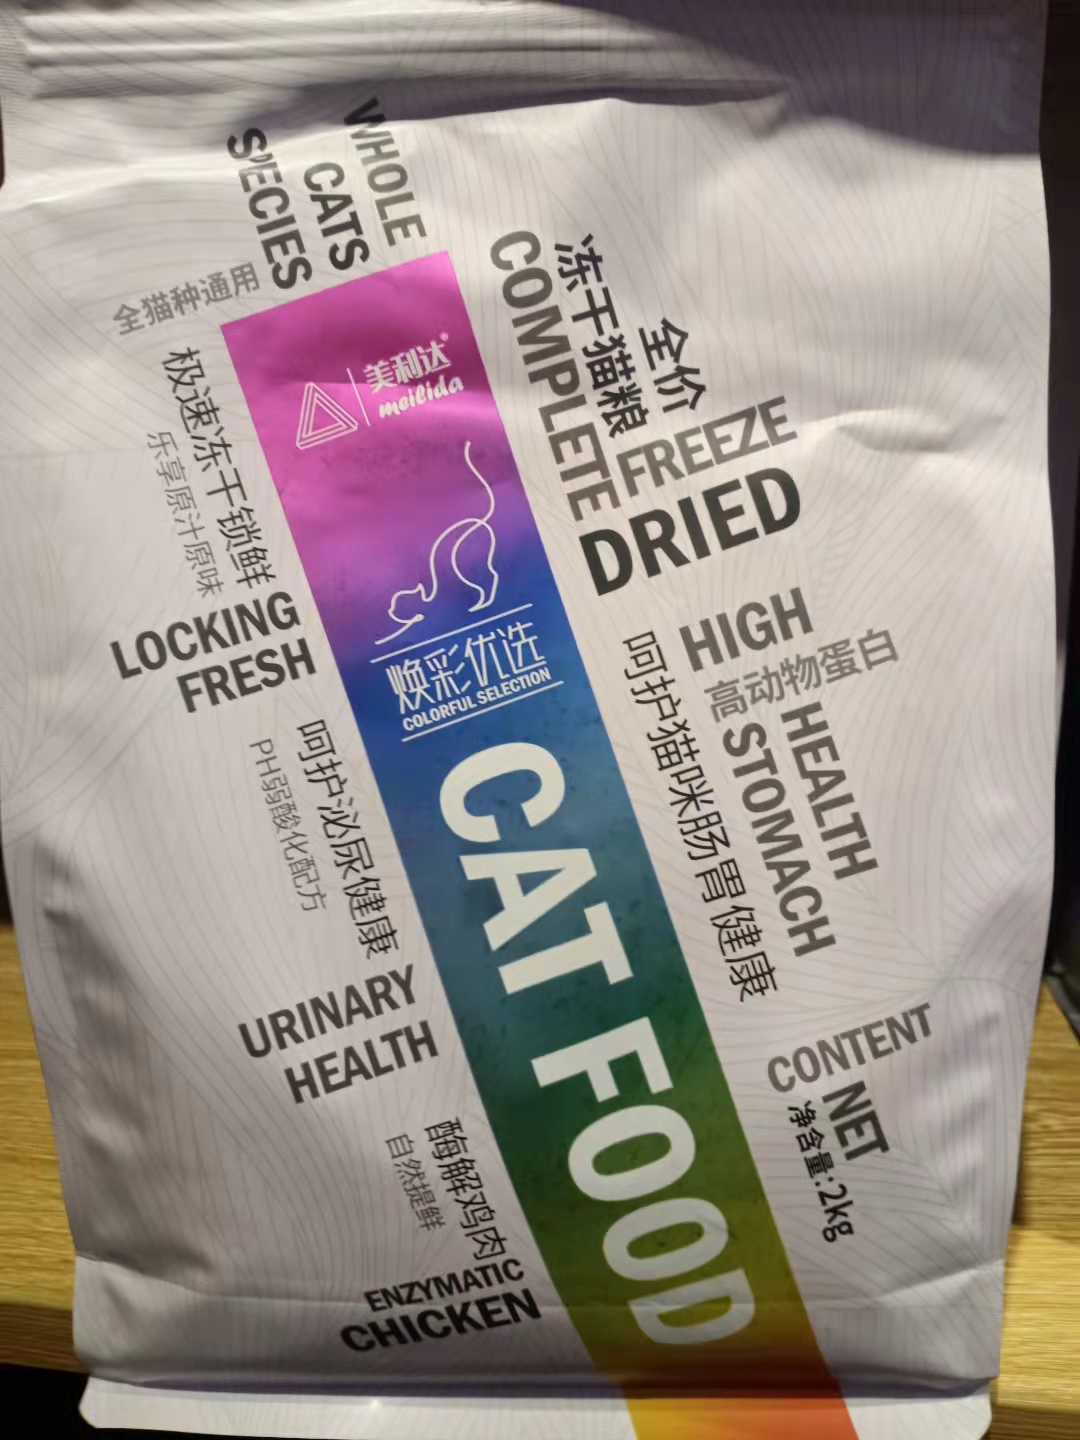 WHOLE
CATS
SPECIES
全猫种通用
极速冻干锁鲜
乐享原汁原味
LOCKING
FRESH
呵护泌尿健康
PH弱酸化配方
URINARY
HEALTH
酶解鸡肉
自然提鲜
ENZYMATIC
CHICKEN
美利达®
meilida
焕彩优选
COLORFUL SELECTION
CAT FOOD
全价
冻干猫粮
COMPLETE
FREEZE
DRIED
HIGH
高动物蛋白
HEALTH
STOMACH
呵护猫咪肠胃健康
CONTENT
NET
净含量:2kg